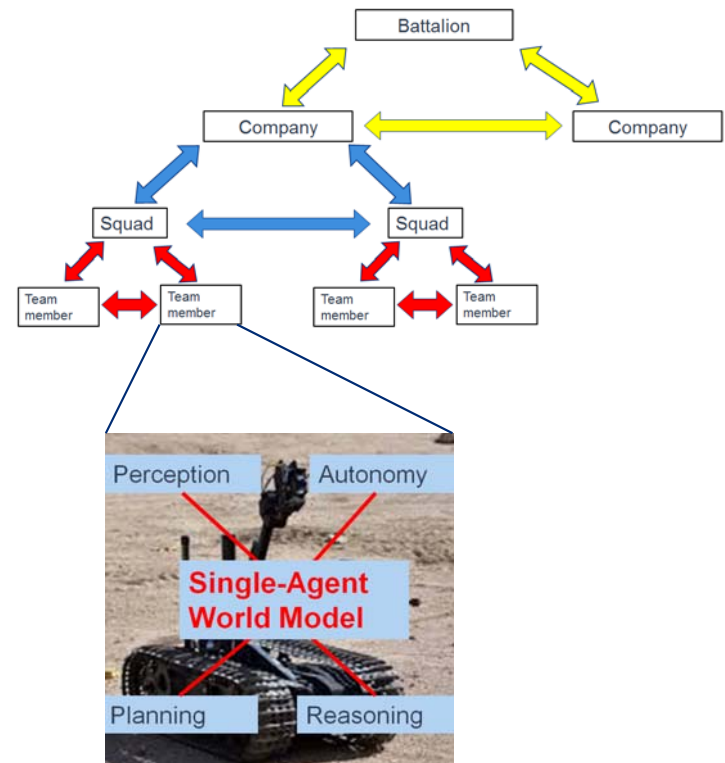 Battalion
Company
Company
Squad
Squad
Team
member
Team
member
Team
member
Team
member
Perception
Autonomy
Single-Agent
World Model
Planning
Reasoning